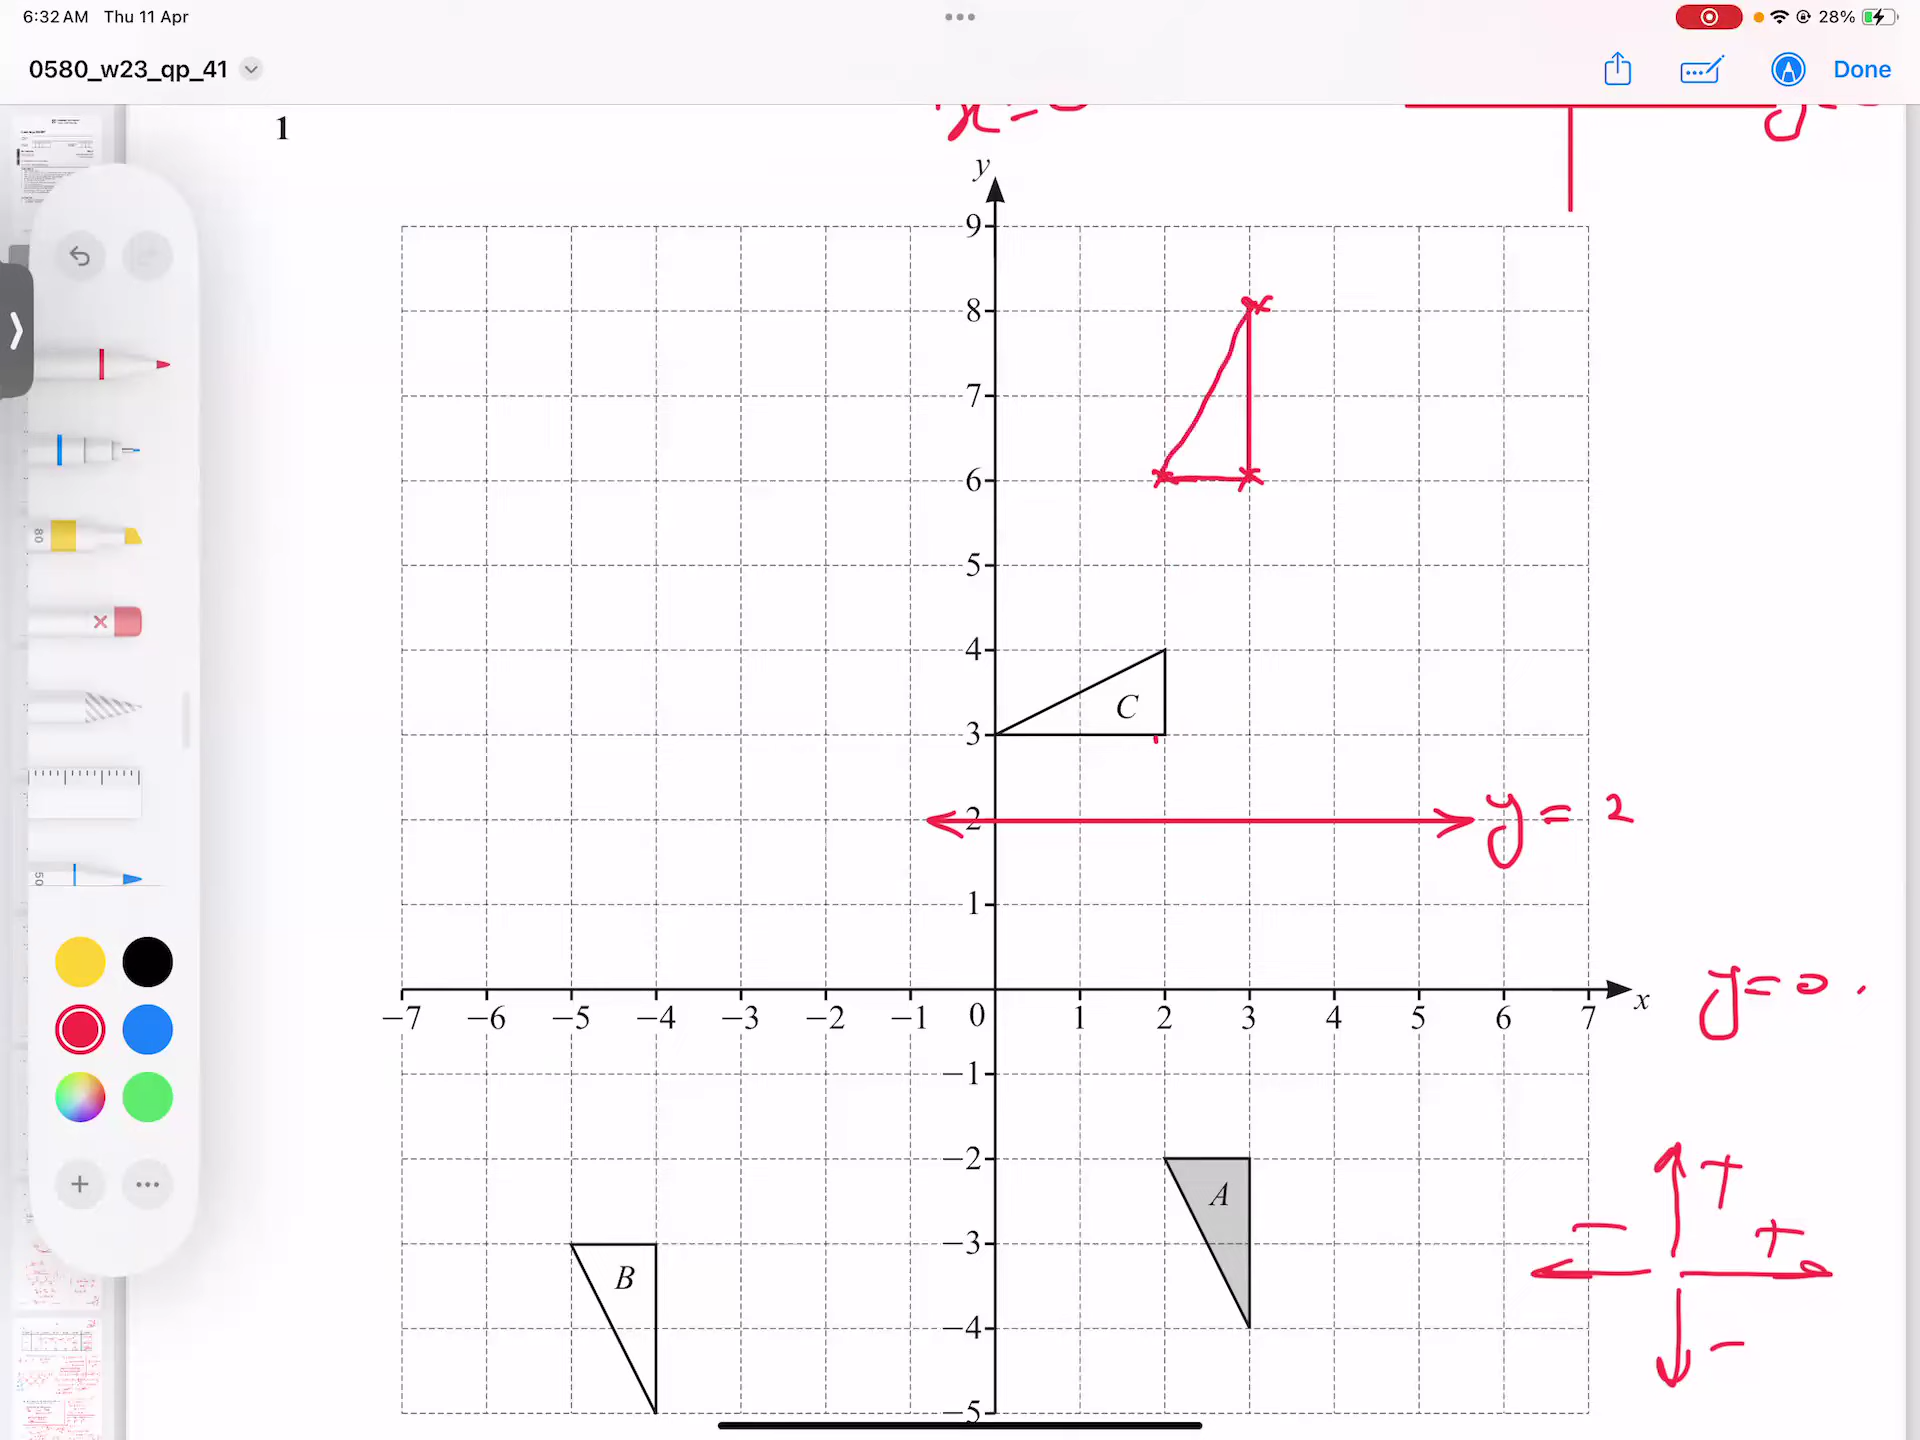 6:32 AM Thu 11 Apr
28%
0580_w23_qp_41
Done
1
y
9
8
7
6
5
4
3
2
1
C
y = 2
−7 −6 −5 −4 −3 −2 −1 0 1 2 3 4 5 6 7 x
y = 0 .
−1
−2
−3
−4
−5
A
B
+
− +
−
80
50